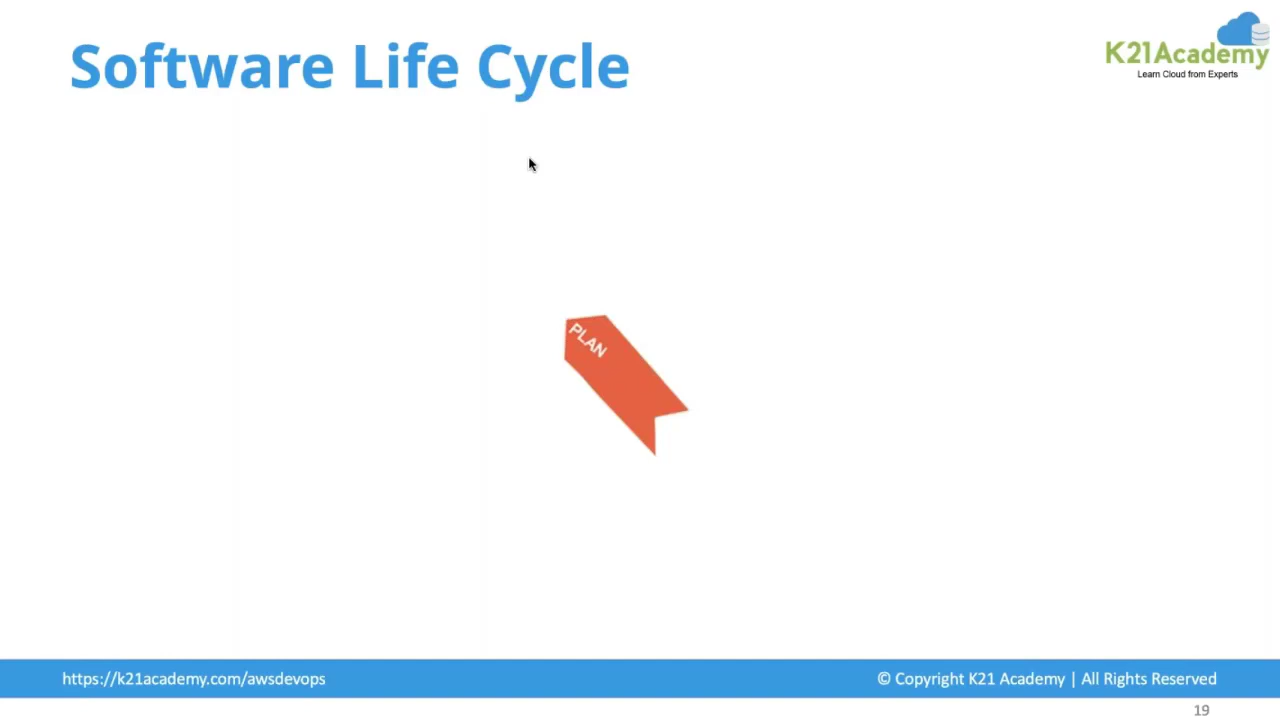 Software Life Cycle
K21Academy
Learn Cloud from Experts
PLAN
https://k21academy.com/awsdevops
© Copyright K21 Academy | All Rights Reserved
19